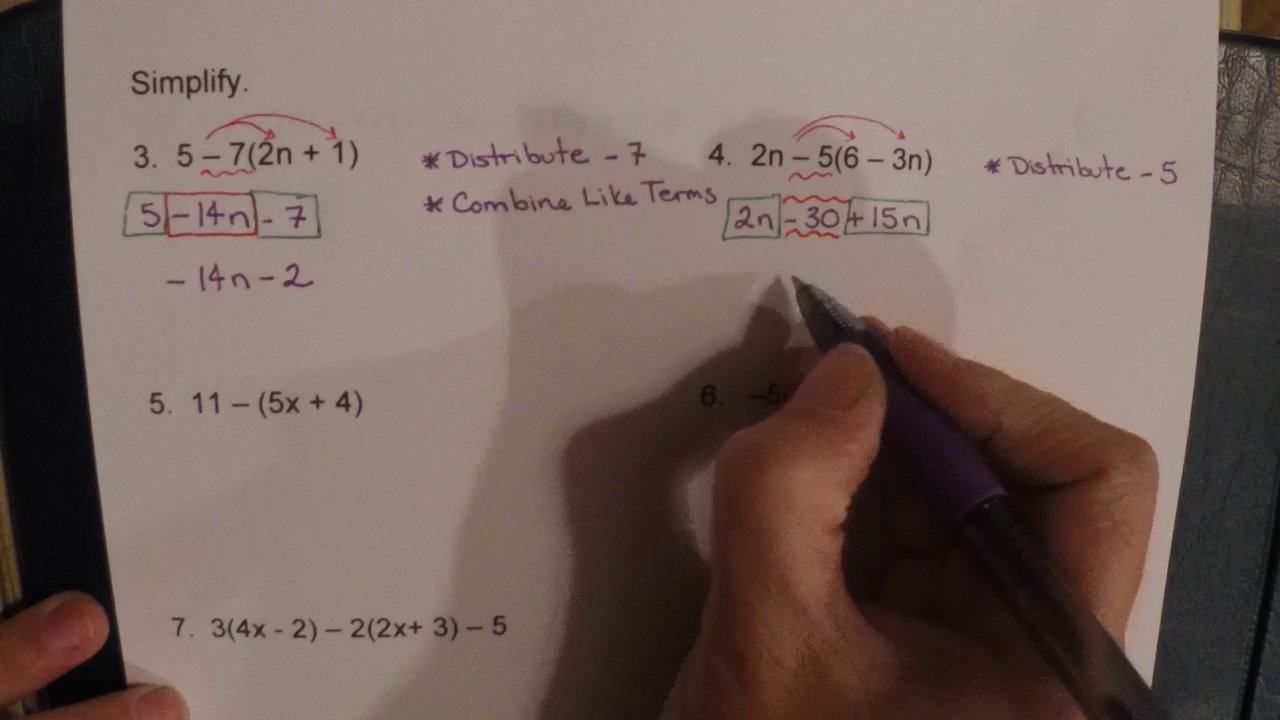 Simplify.
3. 5 – 7(2n + 1)
* Distribute - 7
5 - 14n - 7
* Combine Like Terms
- 14n - 2
4. 2n – 5(6 – 3n)
* Distribute - 5
2n - 30 + 15n
5. 11 – (5x + 4)
6. –5
7. 3(4x - 2) – 2(2x+ 3) – 5